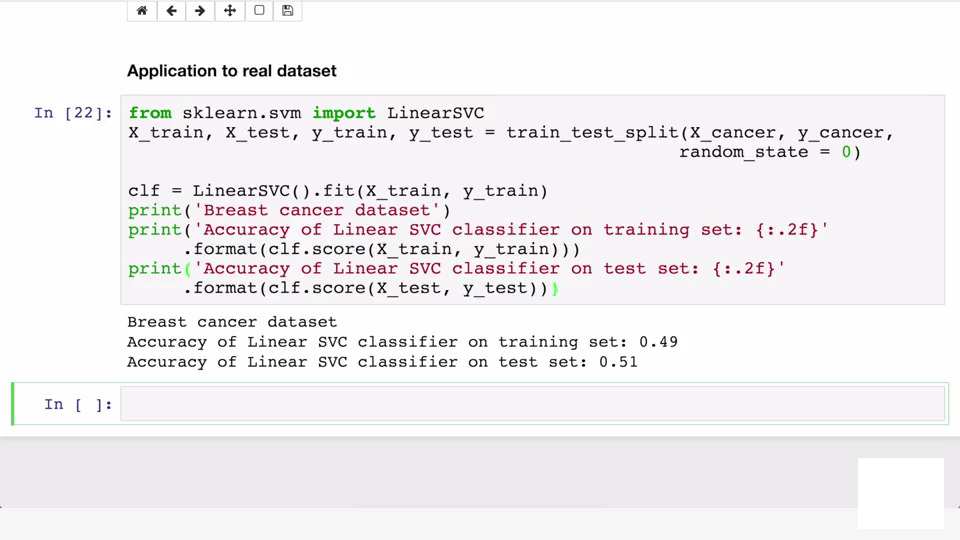 Application to real dataset
In [22]:
from sklearn.svm import LinearSVC
X_train, X_test, y_train, y_test = train_test_split(X_cancer, y_cancer,
random_state = 0)
clf = LinearSVC().fit(X_train, y_train)
print('Breast cancer dataset')
print('Accuracy of Linear SVC classifier on training set: {:.2f}'
.format(clf.score(X_train, y_train)))
print('Accuracy of Linear SVC classifier on test set: {:.2f}'
.format(clf.score(X_test, y_test)))
Breast cancer dataset
Accuracy of Linear SVC classifier on training set: 0.49
Accuracy of Linear SVC classifier on test set: 0.51
In [ ]: